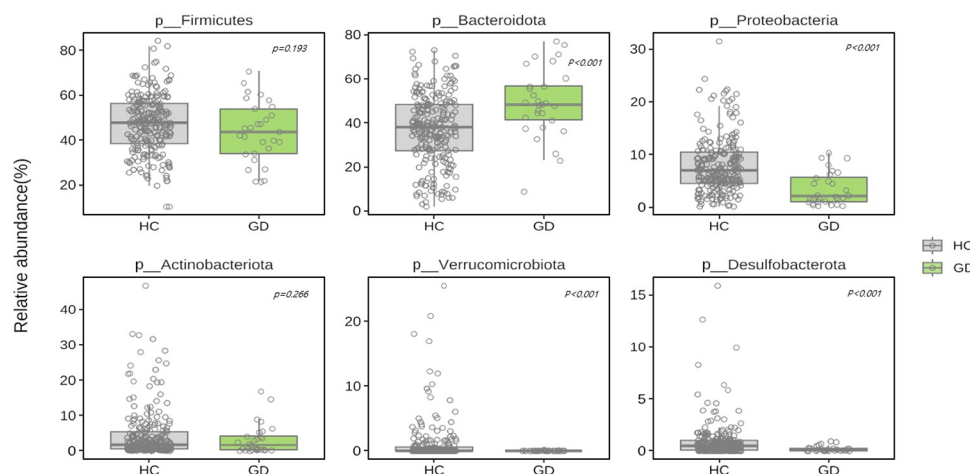 p__Firmicutes
p=0.193
80
60
40
20
HC
GD
p__Bacteroidota
P<0.001
80
60
40
20
0
HC
GD
p__Proteobacteria
P<0.001
30
20
10
0
HC
GD
Relative abundance(%)
HC
GD
p__Actinobacteriota
p=0.266
40
30
20
10
0
HC
GD
p__Verrucomicrobiota
P<0.001
20
10
0
HC
GD
p__Desulfobacterota
P<0.001
15
10
5
0
HC
GD